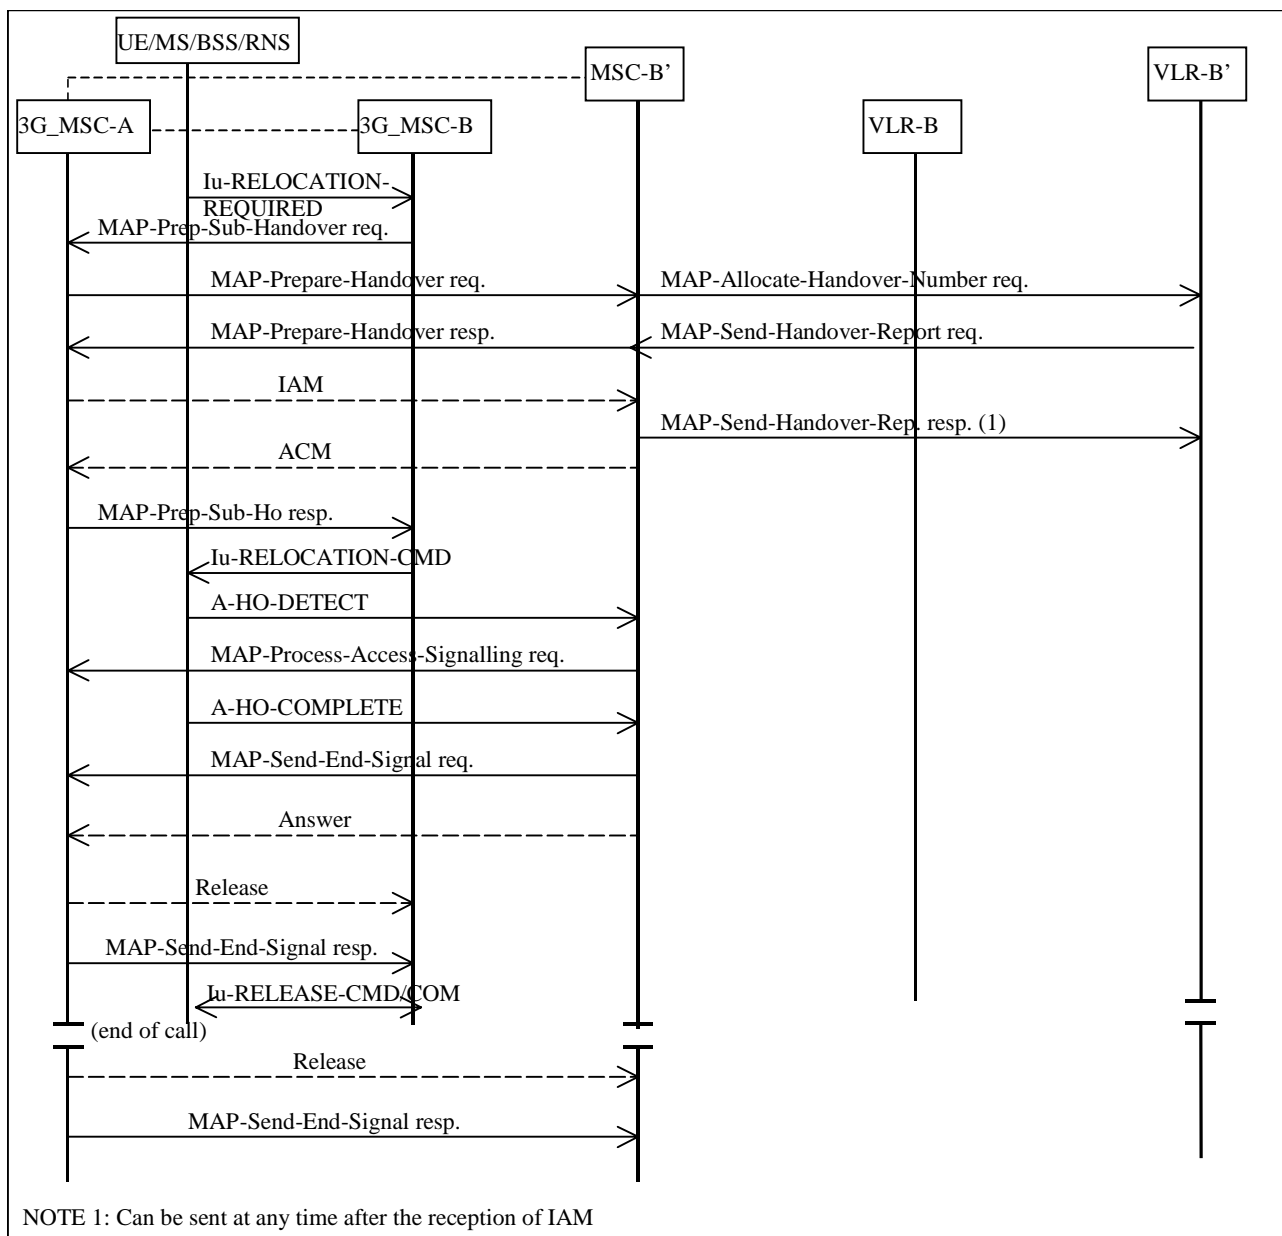 UE/MS/BSS/RNS
MSC-B’
VLR-B’
3G_MSC-A
3G_MSC-B
VLR-B
Iu-RELOCATION-
REQUIRED
MAP-Prep-Sub-Handover req.
MAP-Prepare-Handover req.
MAP-Allocate-Handover-Number req.
MAP-Prepare-Handover resp.
MAP-Send-Handover-Report req.
IAM
MAP-Send-Handover-Rep. resp. (1)
ACM
MAP-Prep-Sub-Ho resp.
Iu-RELOCATION-CMD
A-HO-DETECT
MAP-Process-Access-Signalling req.
A-HO-COMPLETE
MAP-Send-End-Signal req.
Answer
Release
MAP-Send-End-Signal resp.
Iu-RELEASE-CMD/COM
(end of call)
Release
MAP-Send-End-Signal resp.
NOTE 1: Can be sent at any time after the reception of IAM